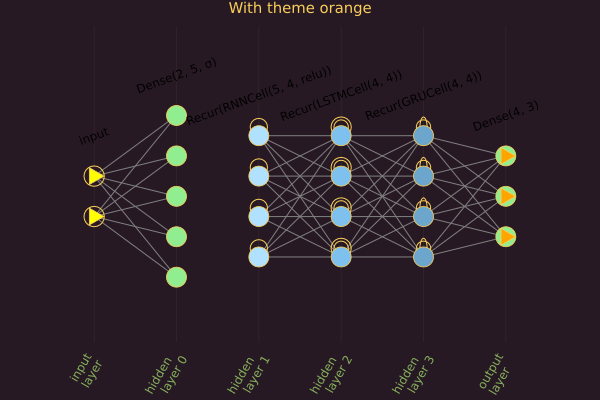 With theme orange
input
Dense(2, 5, σ)
Recur(RNNCell(5, 4, relu))
Recur(LSTMCell(4, 4))
Recur(GRUCell(4, 4))
Dense(4, 3)
input
layer
hidden
layer 0
hidden
layer 1
hidden
layer 2
hidden
layer 3
output
layer